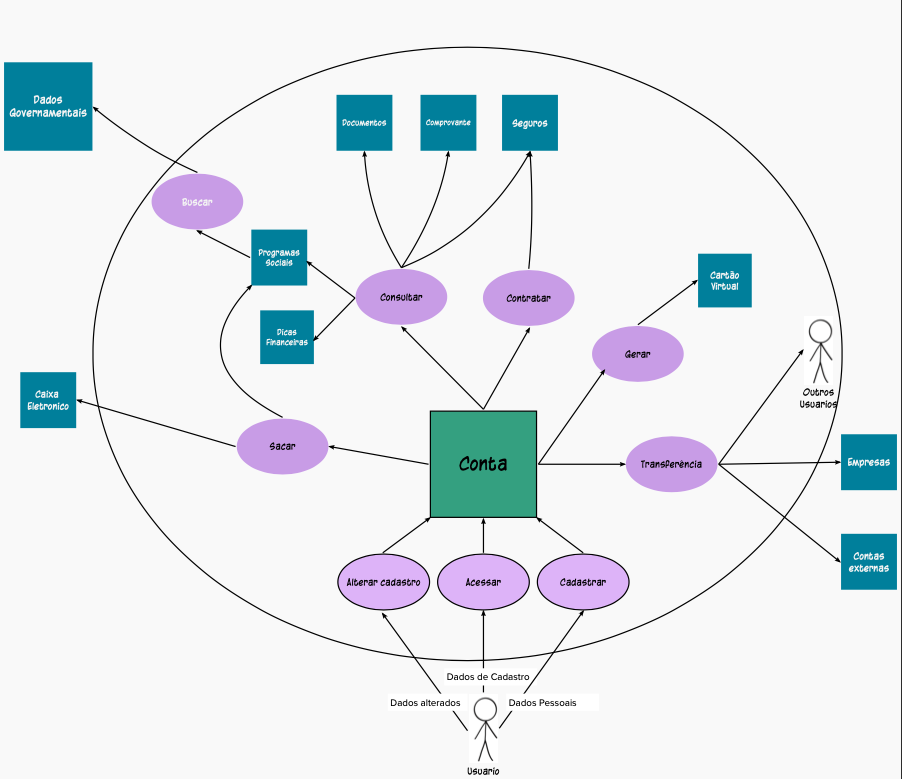 Dados
Governamentais
Documentos
Comprovante
Seguros
Buscar
Programas
Sociais
Consultar
Contratar
Cartão
Virtual
Dicas
Financeiras
Gerar
Caixa
Eletronico
Outros
Usuarios
Sacar
Conta
Transferência
Empresas
Contas
externas
Alterar cadastro
Acessar
Cadastrar
Dados de Cadastro
Dados alterados
Dados Pessoais
Usuario